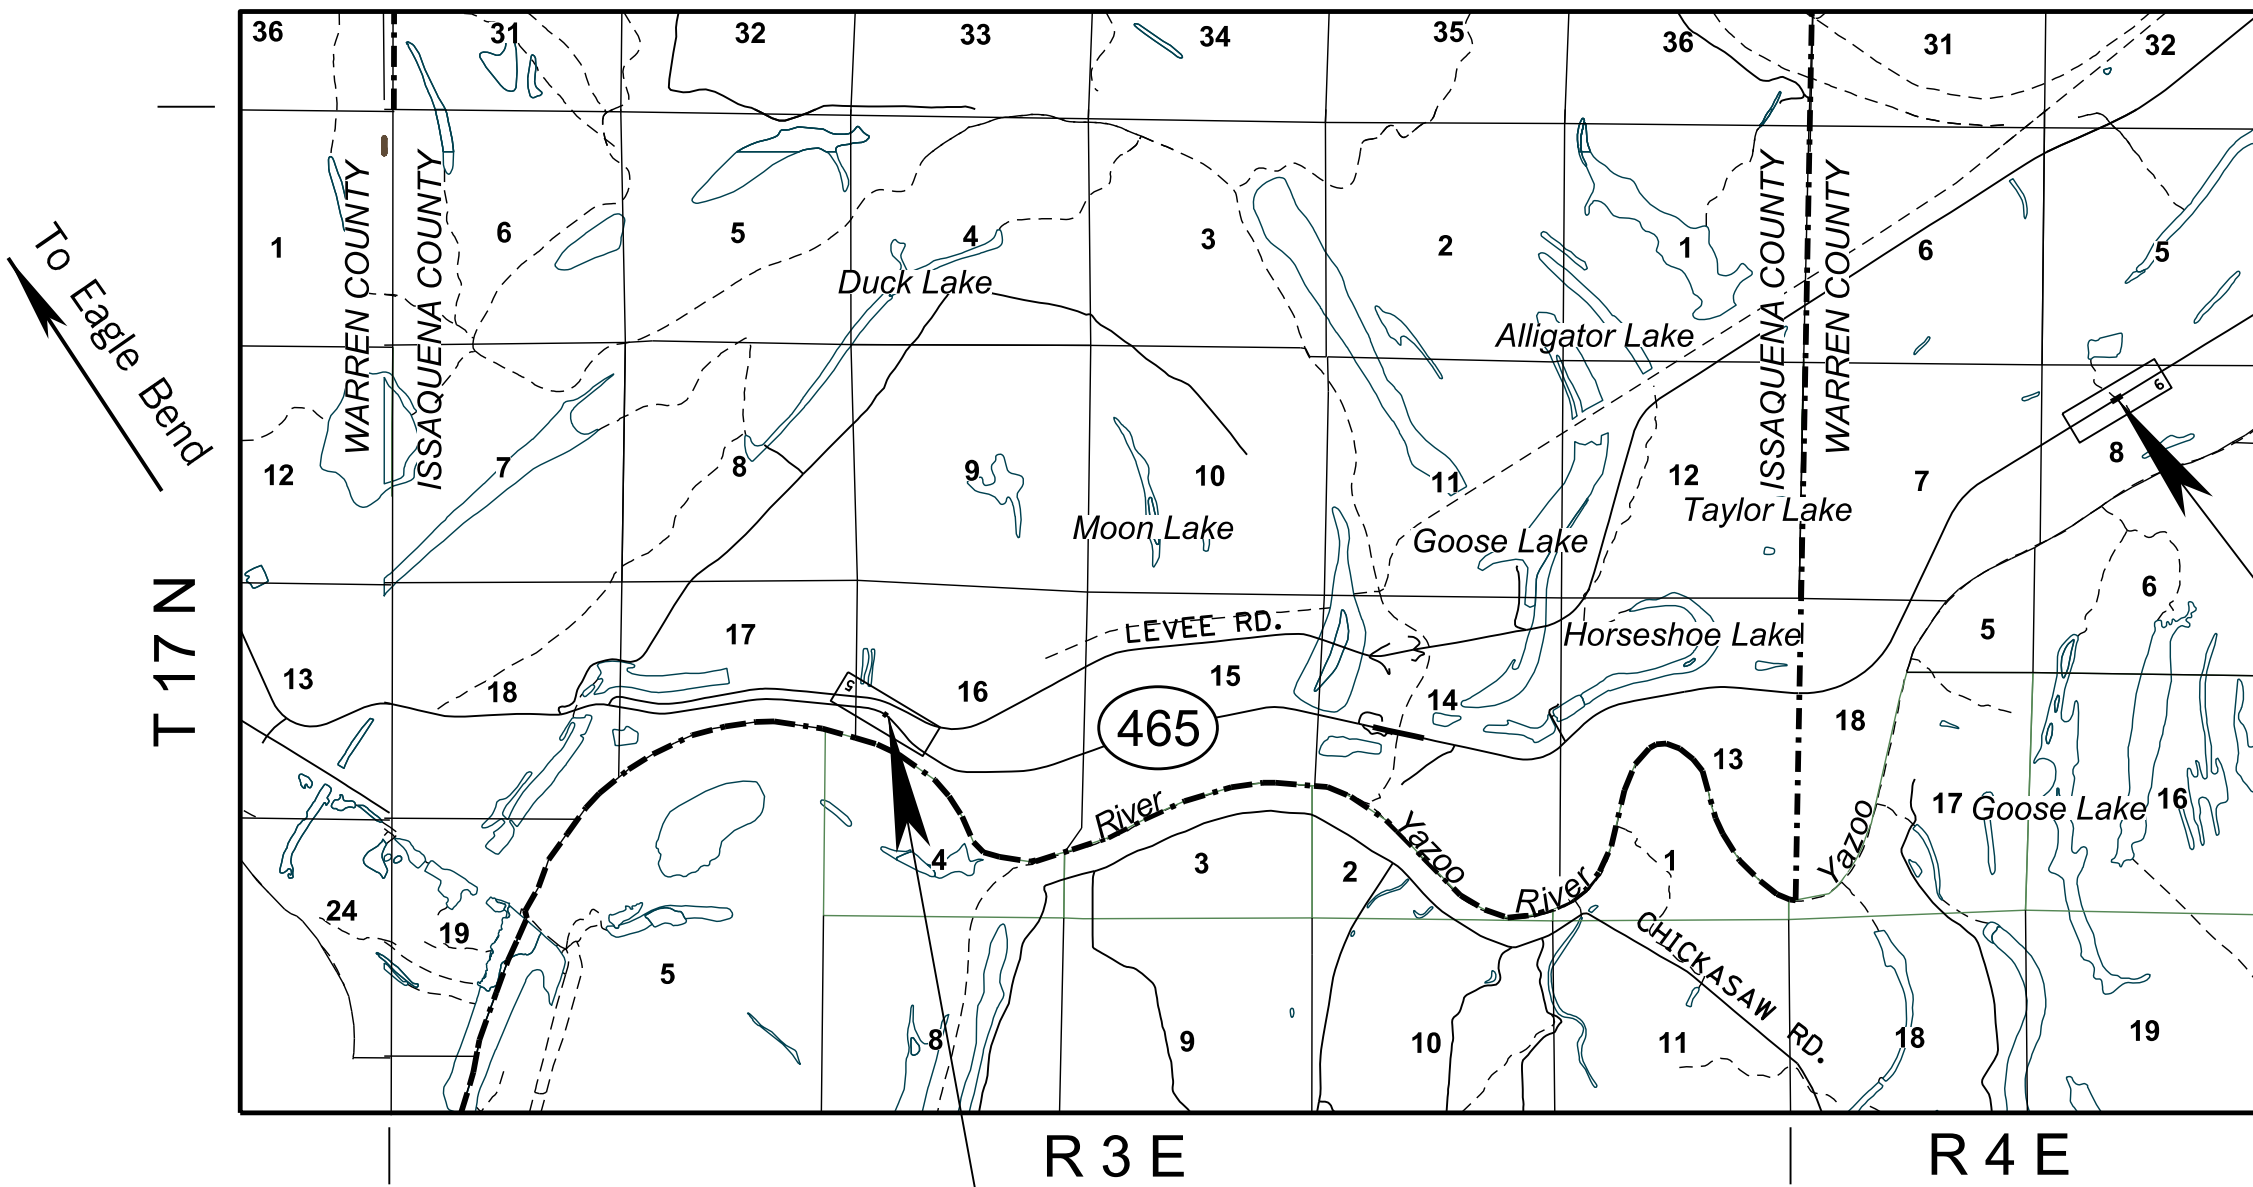 36 31 32 33 34 35 36 31 32
WARREN COUNTY
ISSAQUENA COUNTY
ISSAQUENA COUNTY
WARREN COUNTY
To Eagle Bend
1 6 5 4 3 2 1 6 5
Duck Lake
Alligator Lake
6
12 7 8 9 10 11 12 7 8
Taylor Lake
Moon Lake
Goose Lake
T 17 N
6
17
LEVEE RD.
Horseshoe Lake
5
13 18 5 16 15 14 18
465
13
River
Yazoo
Yazoo
17 Goose Lake 16
4 3 2 1
River
24 19
CHICKASAW RD.
5
8 9 10 11 18 19
R 3 E
R 4 E